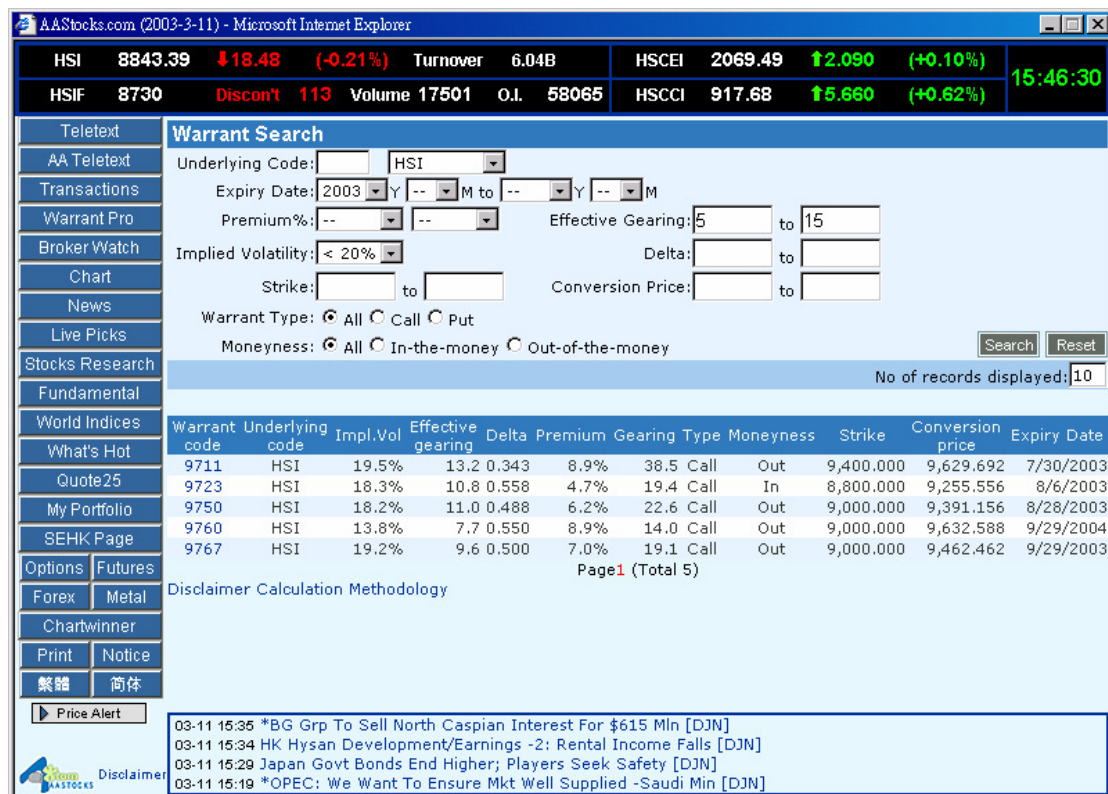 AAStocks.com (2003-3-11) - Microsoft Internet Explorer
HSI 8843.39 18.48 (-0.21%) Turnover 6.04B HSCEI 2069.49 2.090 (+0.10%)
15:46:30
HSIF 8730 Discon't 113 Volume 17501 O.I. 58065 HSCCI 917.68 5.660 (+0.62%)
Teletext
AA Teletext
Transactions
Warrant Pro
Broker Watch
Chart
News
Live Picks
Stocks Research
Fundamental
World Indices
What's Hot
Quote25
My Portfolio
SEHK Page
Options Futures
Forex Metal
Chartwinner
Print Notice
繁體 简体
Price Alert
Atom
AASTOCKS
Disclaimer
Warrant Search
Underlying Code: HSI
Expiry Date: 2003 Y -- M to -- Y -- M
Premium%: -- -- Effective Gearing: 5 to 15
Implied Volatility: < 20% Delta: to
Strike: to Conversion Price: to
Warrant Type: All Call Put
Moneyness: All In-the-money Out-of-the-money Search Reset
No of records displayed: 10
Warrant code Underlying code Impl.Vol Effective gearing Delta Premium Gearing Type Moneyness Strike Conversion price Expiry Date
9711 HSI 19.5% 13.2 0.343 8.9% 38.5 Call Out 9,400.000 9,629.692 7/30/2003
9723 HSI 18.3% 10.8 0.558 4.7% 19.4 Call In 8,800.000 9,255.556 8/6/2003
9750 HSI 18.2% 11.0 0.488 6.2% 22.6 Call Out 9,000.000 9,391.156 8/28/2003
9760 HSI 13.8% 7.7 0.550 8.9% 14.0 Call Out 9,000.000 9,632.588 9/29/2004
9767 HSI 19.2% 9.6 0.500 7.0% 19.1 Call Out 9,000.000 9,462.462 9/29/2003
Page1 (Total 5)
Disclaimer Calculation Methodology
03-11 15:35 *BG Grp To Sell North Caspian Interest For $615 Mln [DJN]
03-11 15:34 HK Hysan Development/Earnings -2: Rental Income Falls [DJN]
03-11 15:29 Japan Govt Bonds End Higher; Players Seek Safety [DJN]
03-11 15:19 *OPEC: We Want To Ensure Mkt Well Supplied -Saudi Min [DJN]